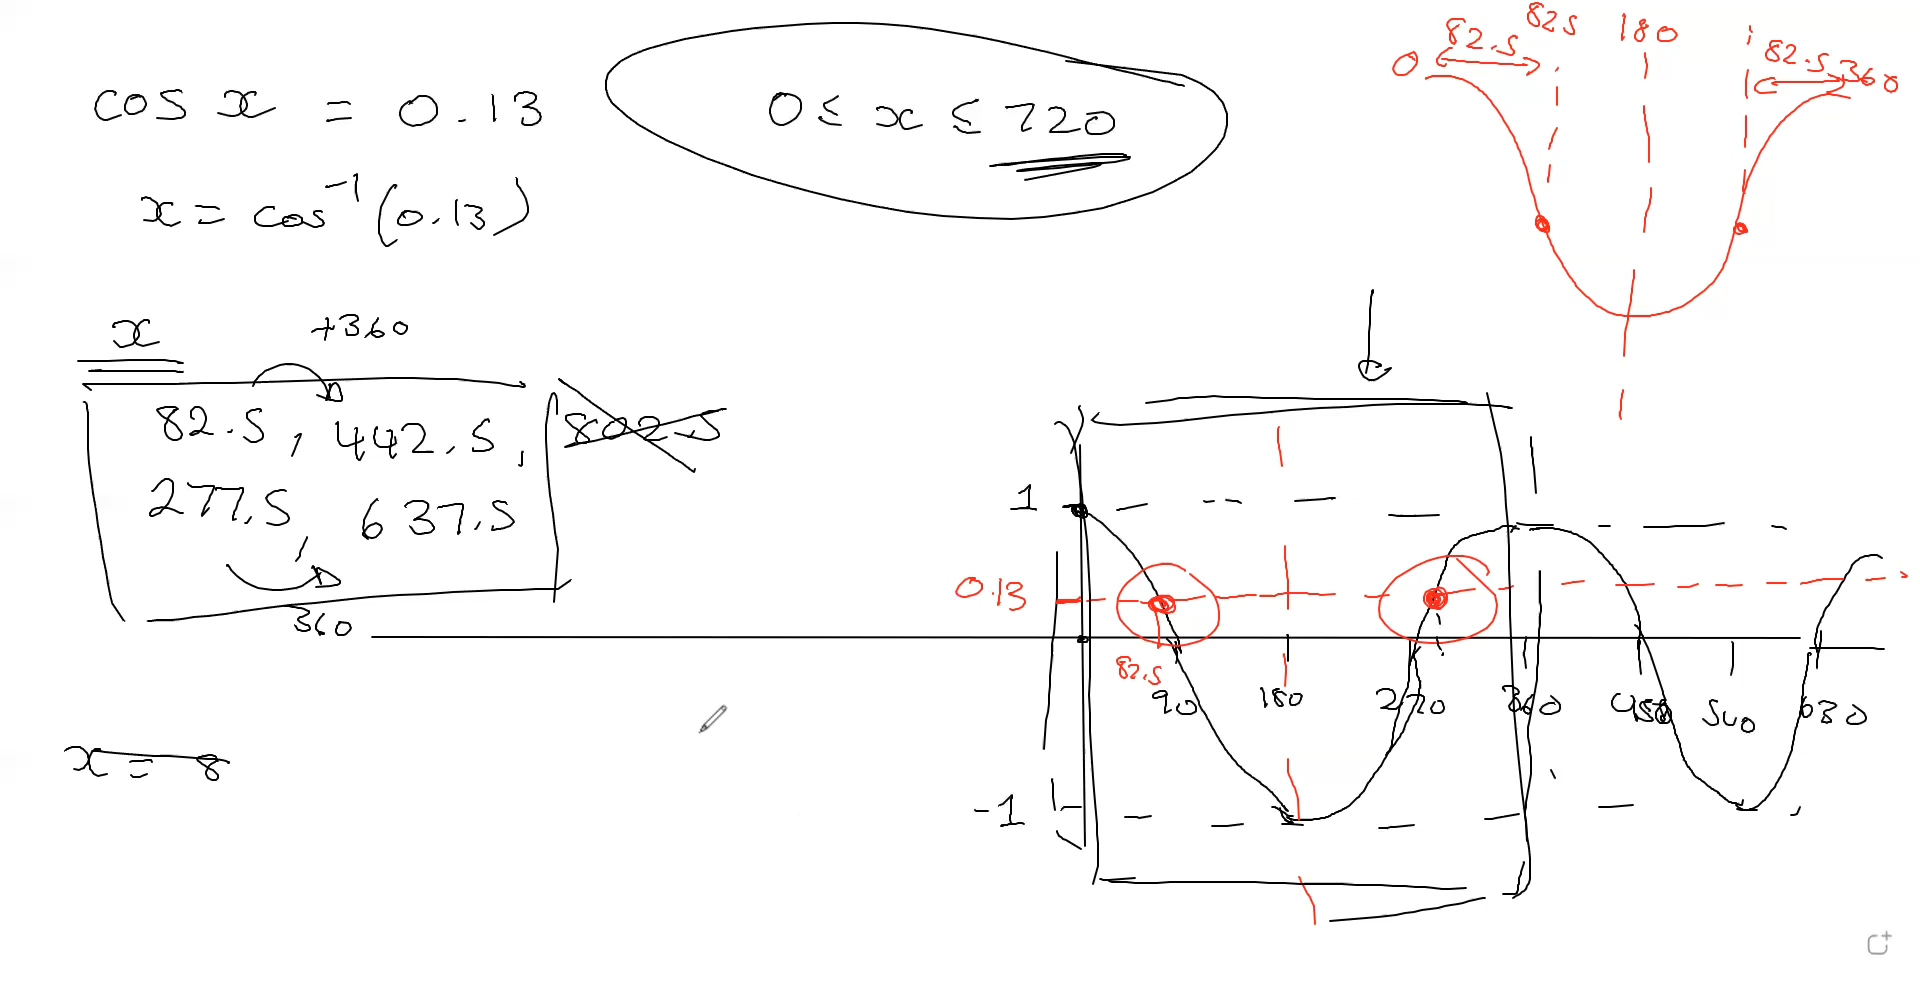 cos x = 0.13
0 ≤ x ≤ 720
x = cos⁻¹(0.13)
x
+360
82.5, 442.5, 802.5
277.5, 637.5
360
x = 8
0 82.5 82.5 180 82.5 360
y
1
0.13
82.5
90 180 270 360 450 540 630
-1